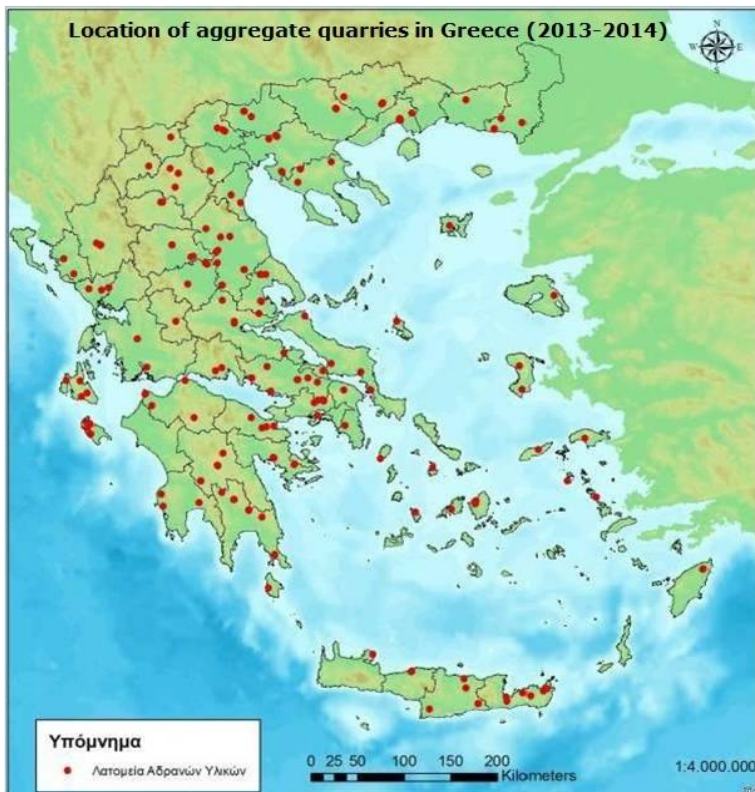 Location of aggregate quarries in Greece (2013-2014)
N
W E
S
Υπόμνημα
Λατομεία Αδρανών Υλικών
0 25 50 100 150 200
Kilometers
1:4.000.000